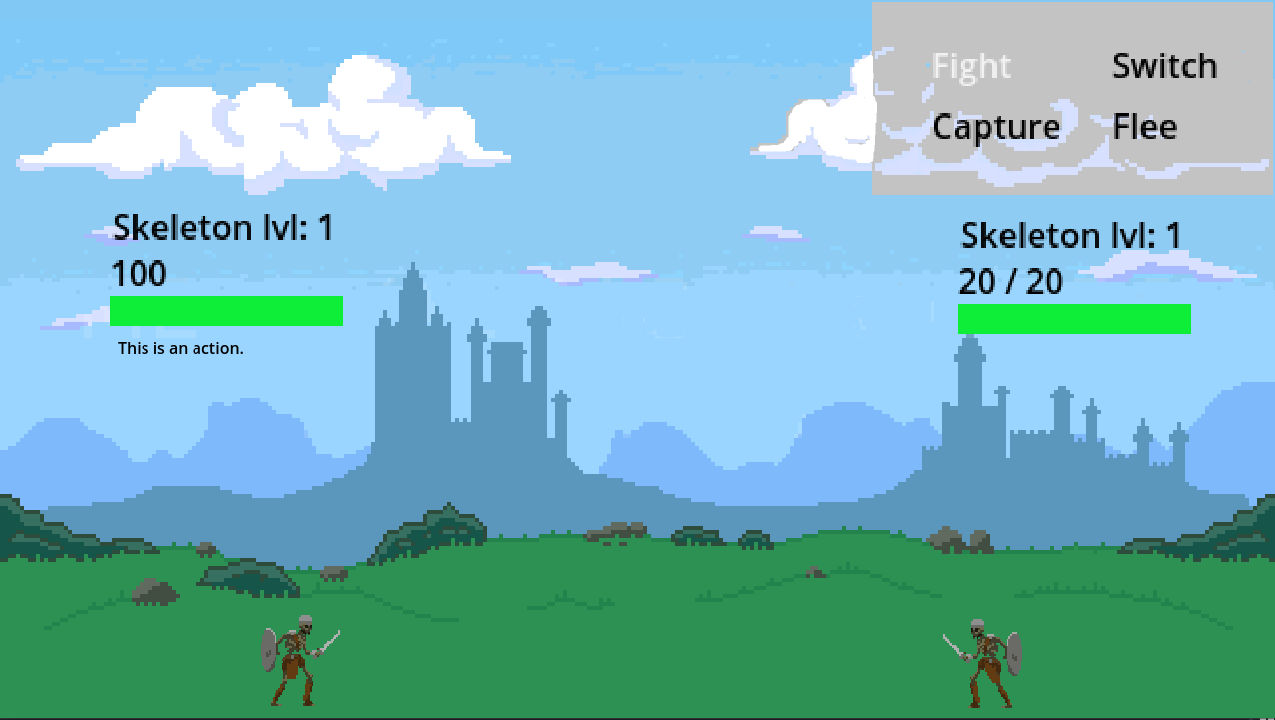 Fight Switch
Capture Flee
Skeleton lvl: 1
100
This is an action.
Skeleton lvl: 1
20 / 20